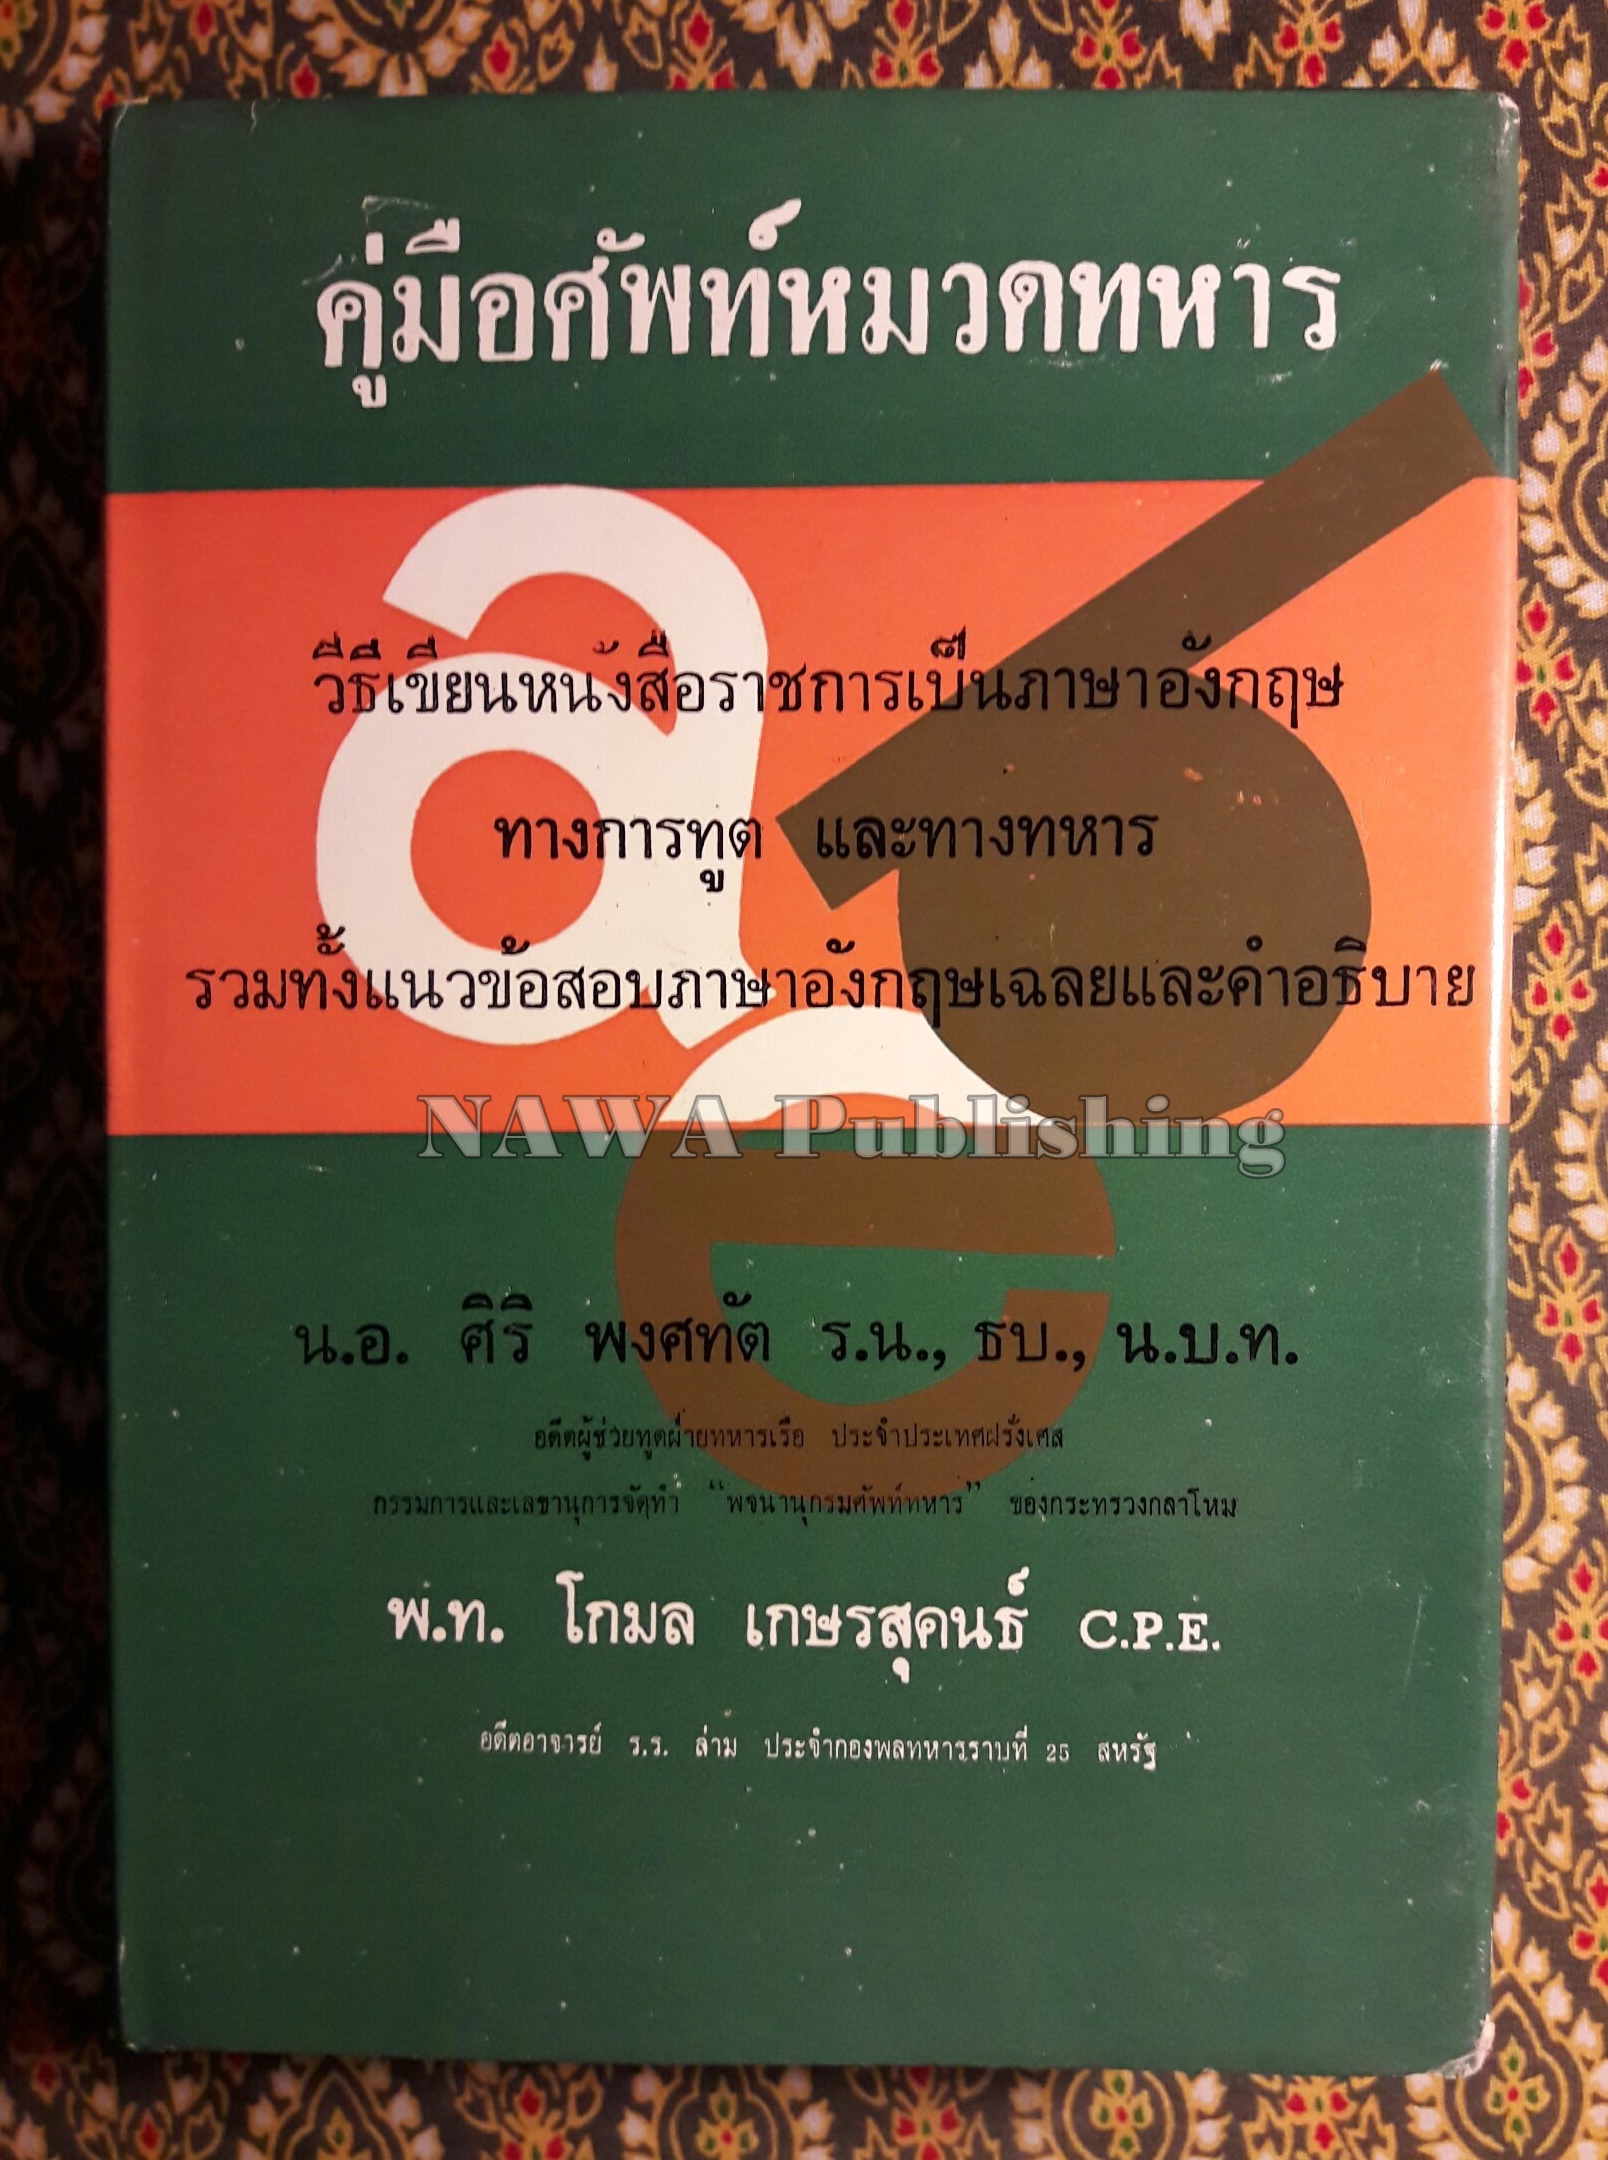 คู่มือศัพท์หมวดทหาร
วิธีเขียนหนังสือราชการเป็นภาษาอังกฤษ
ทางการทูต และทางทหาร
รวมทั้งแนวข้อสอบภาษาอังกฤษเฉลยและคำอธิบาย
NAWA Publishing
น.อ. ศิริ พงศทัต ร.น., ธบ., น.บ.ท.
อดีตผู้ช่วยทูตฝ่ายทหารเรือ ประจำประเทศฝรั่งเศส
กรรมการและเลขานุการจัดทำ “พจนานุกรมศัพท์ทหาร” ของกระทรวงกลาโหม
พ.ท. โกมล เกษรสุคนธ์ C.P.E.
อดีตอาจารย์ ร.ร. ล่าม ประจำกองพลทหารราบที่ 25 สหรัฐ